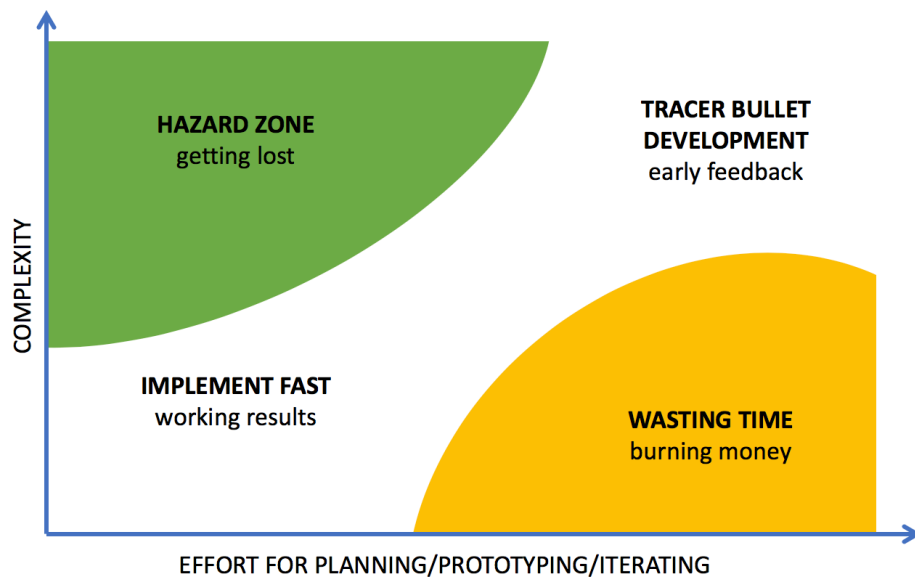 HAZARD ZONE
getting lost
TRACER BULLET
DEVELOPMENT
early feedback
COMPLEXITY
IMPLEMENT FAST
working results
WASTING TIME
burning money
EFFORT FOR PLANNING/PROTOTYPING/ITERATING